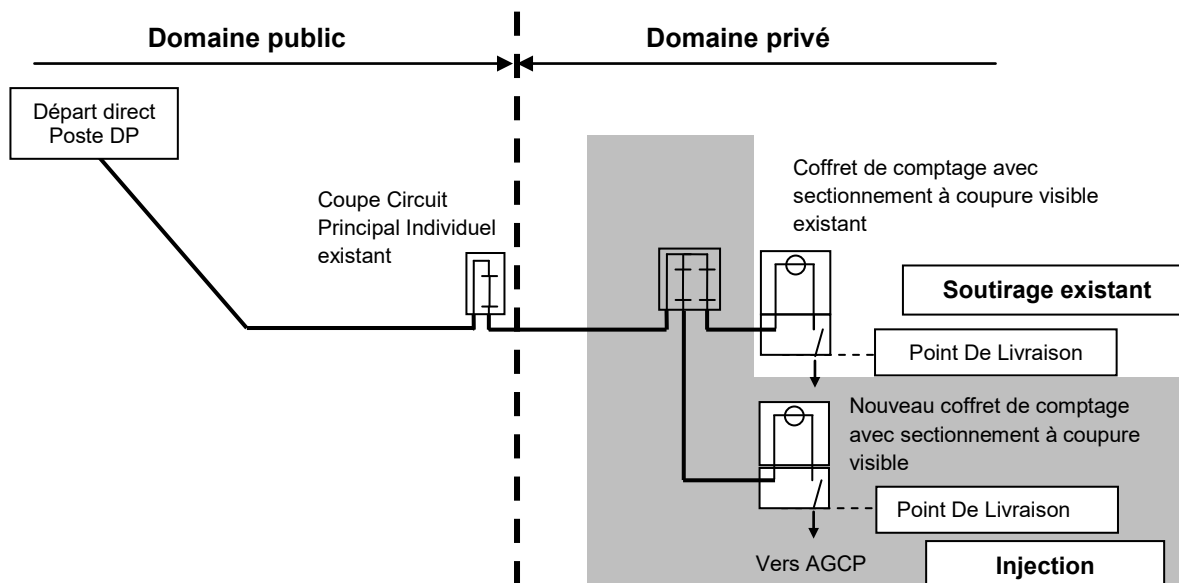 Domaine public
Domaine privé
Départ direct
Poste DP
Coupe Circuit
Principal Individuel
existant
Coffret de comptage avec
sectionnement à coupure visible
existant
Soutirage existant
Point De Livraison
Nouveau coffret de comptage
avec sectionnement à coupure
visible
Point De Livraison
Vers AGCP
Injection